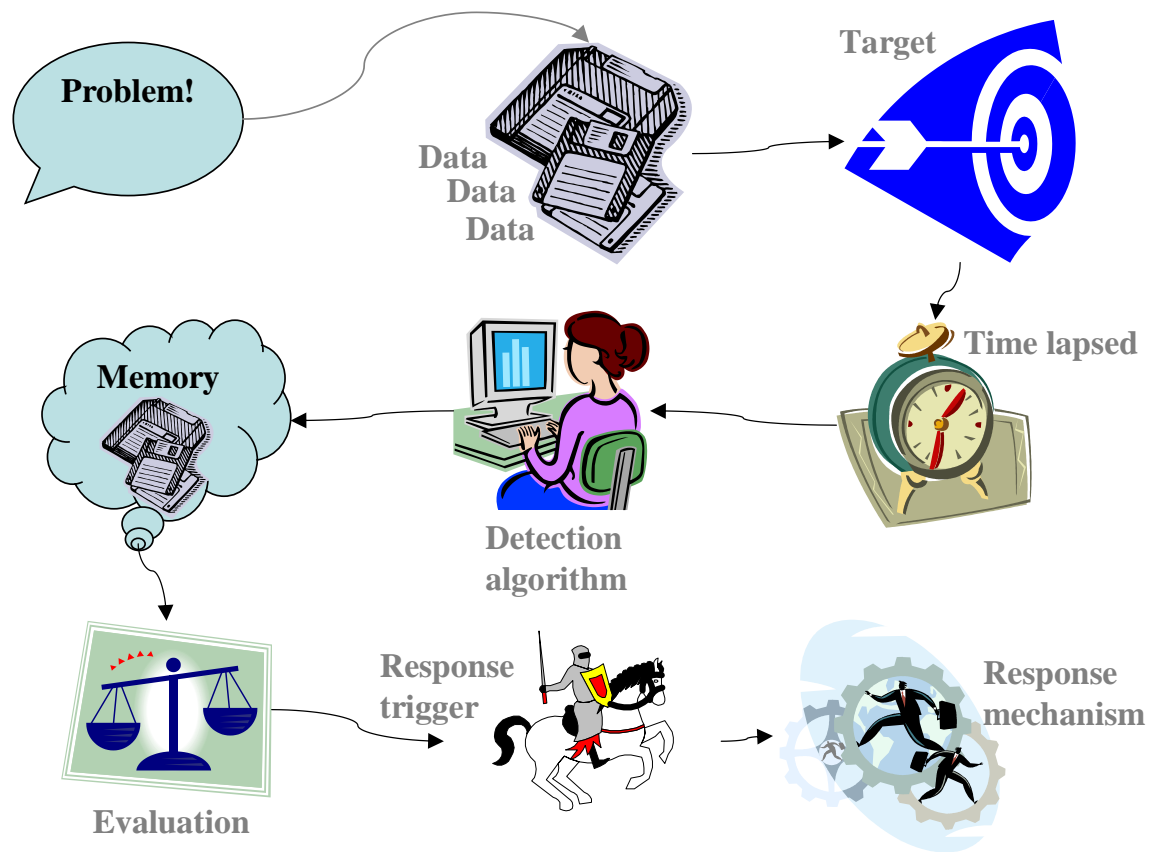 Problem!
Data
Data
Data
Target
Time lapsed
Detection
algorithm
Memory
Evaluation
Response
trigger
Response
mechanism